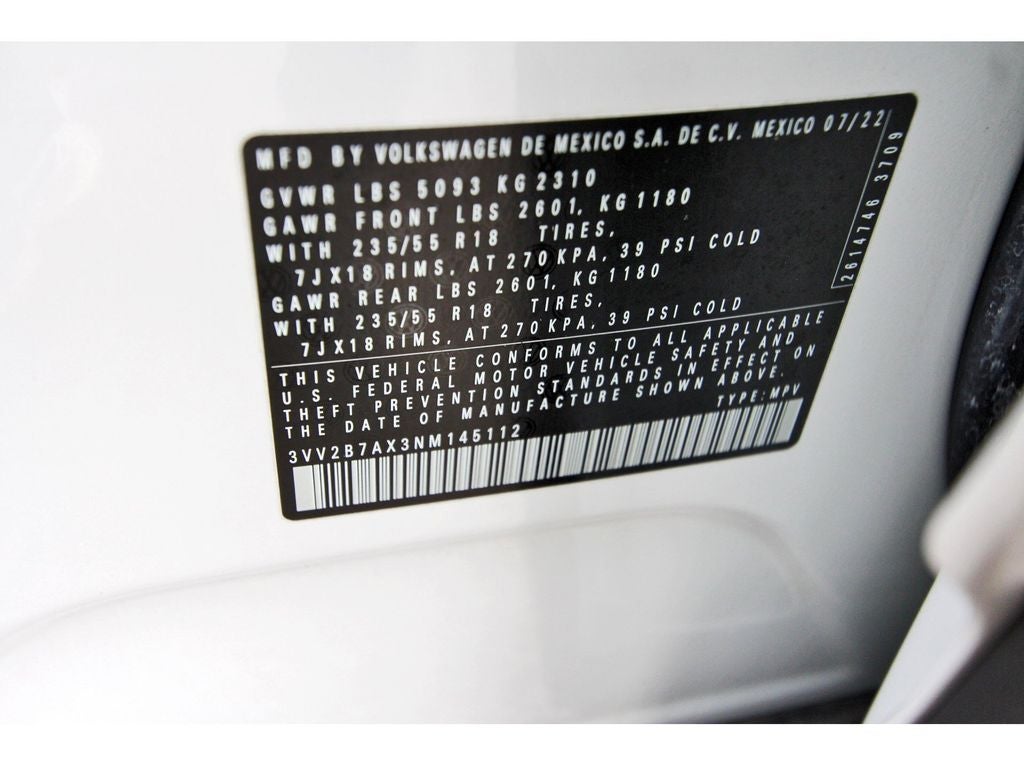 MFD BY VOLKSWAGEN DE MEXICO S.A. DE C.V. MEXICO 07/22
GVWR LBS 5093 KG 2310
GAWR FRONT LBS 2601, KG 1180
WITH 235/55 R18 TIRES,
7JX18 RIMS, AT 270 KPA, 39 PSI COLD
GAWR REAR LBS 2601, KG 1180
WITH 235/55 R18 TIRES,
7JX18 RIMS, AT 270 KPA, 39 PSI COLD
2614746 3709
THIS VEHICLE CONFORMS TO ALL APPLICABLE
U.S. FEDERAL MOTOR VEHICLE SAFETY AND
THEFT PREVENTION STANDARDS IN EFFECT ON
THE DATE OF MANUFACTURE SHOWN ABOVE.
3VV2B7AX3NM145112 TYPE: MPV